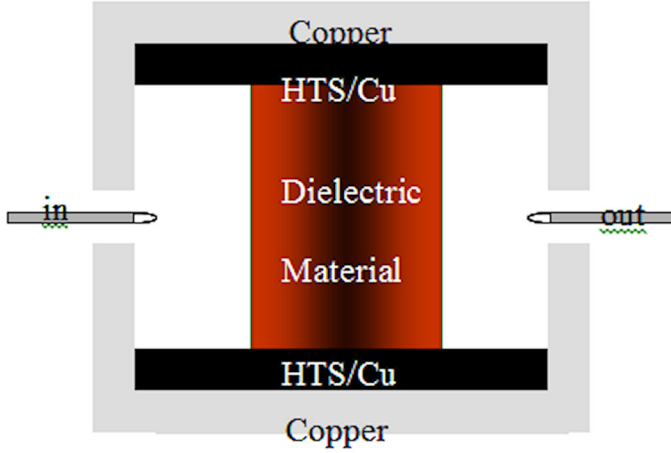 Copper
HTS/Cu
Dielectric
in
out
Material
HTS/Cu
Copper